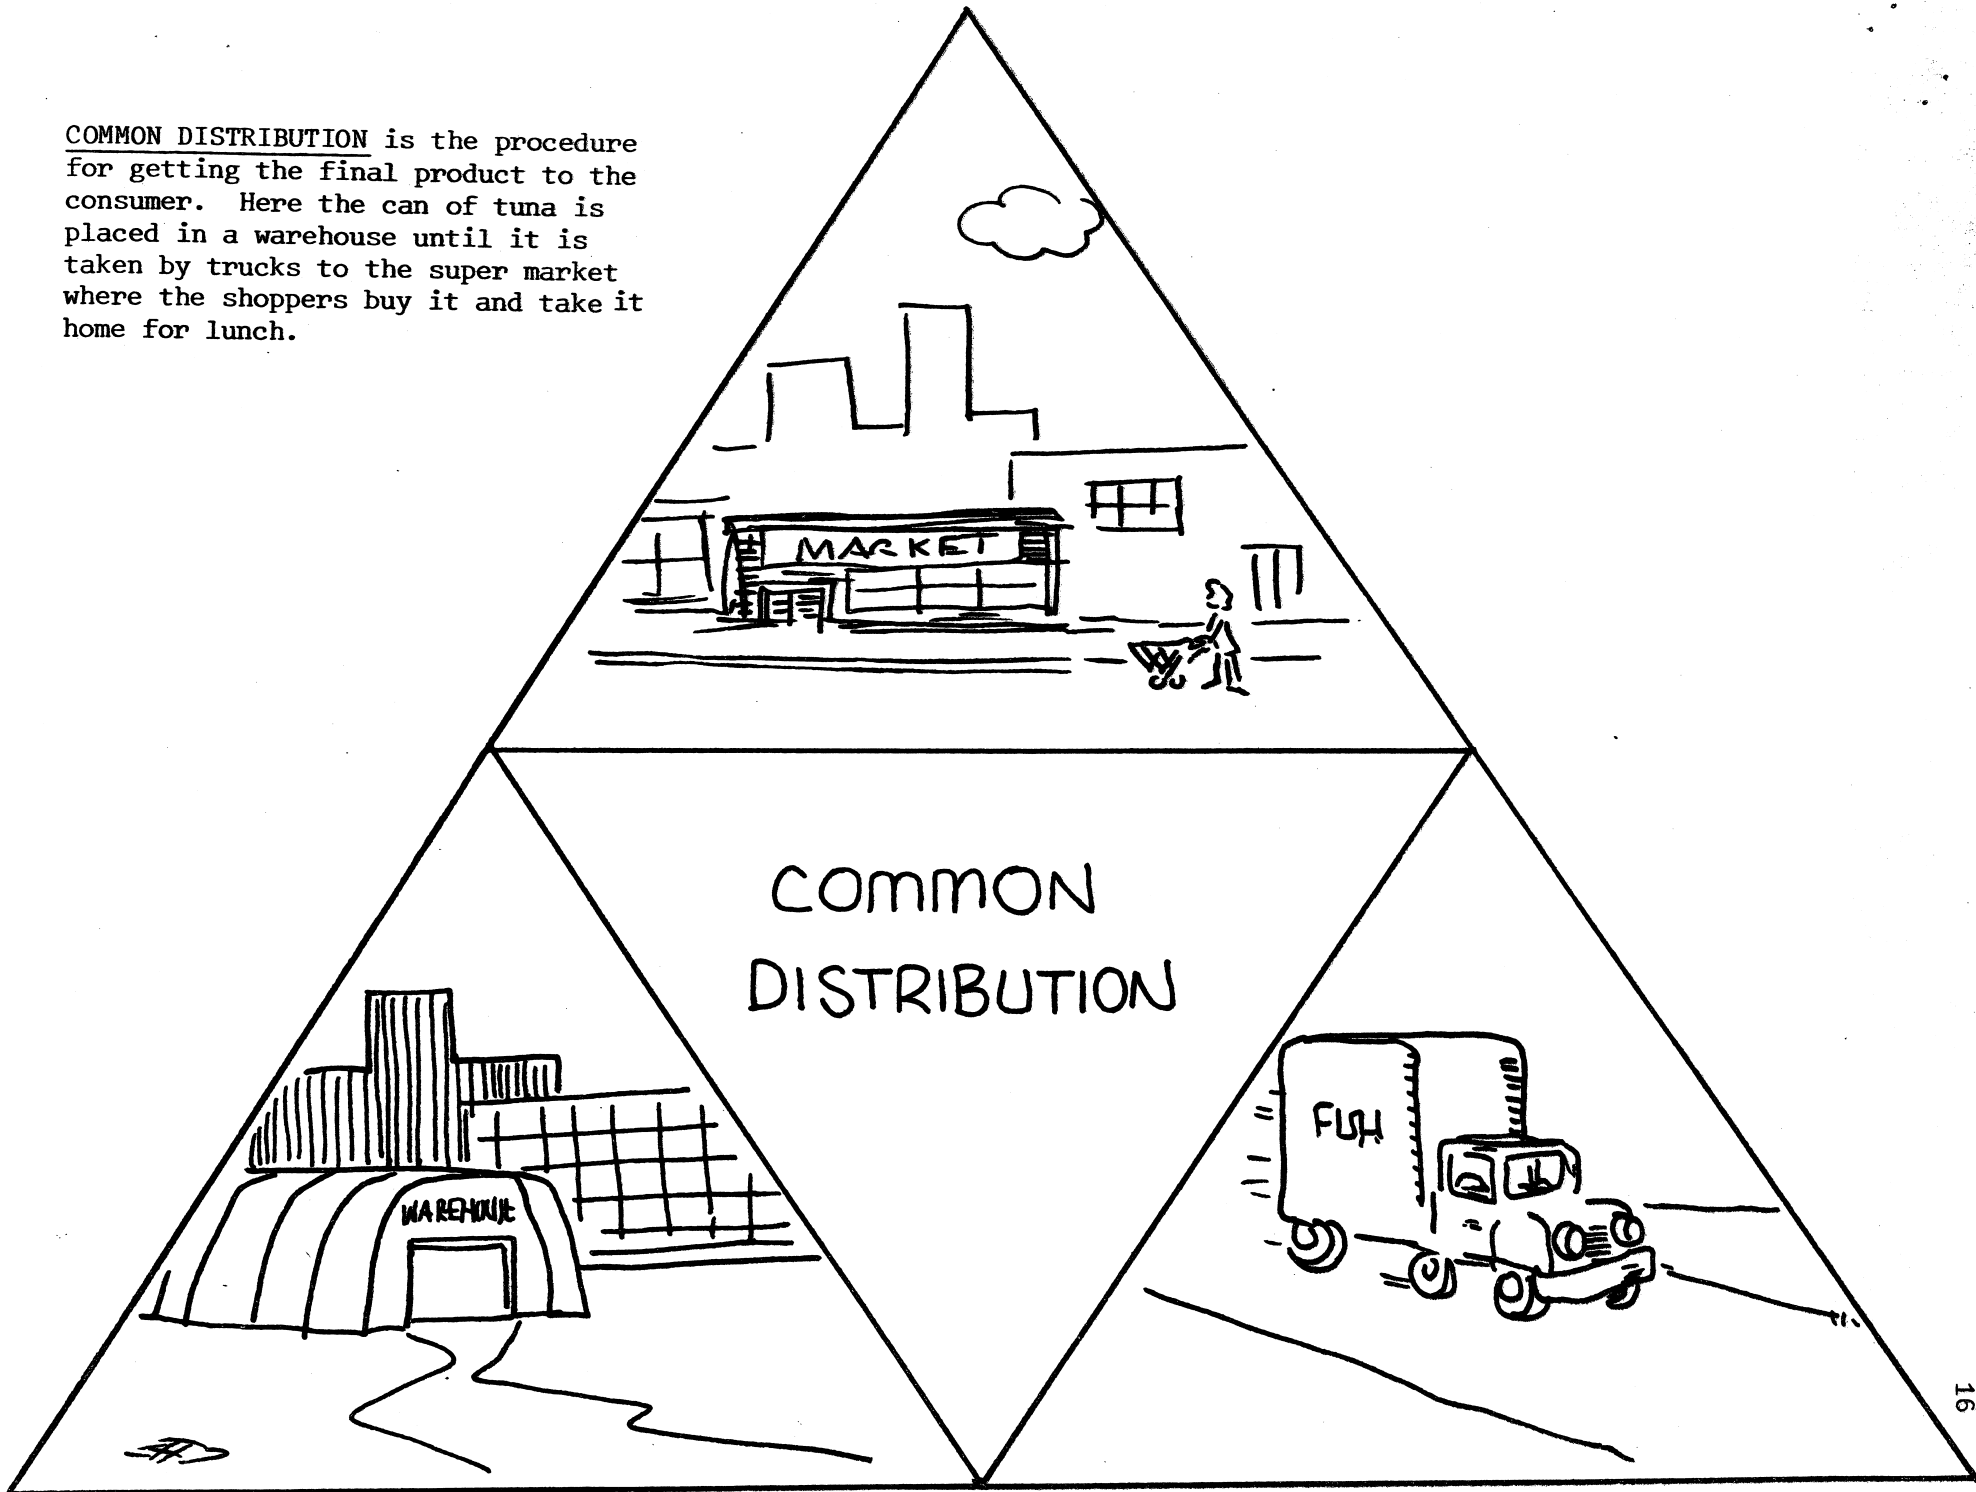 COMMON DISTRIBUTION is the procedure
for getting the final product to the
consumer. Here the can of tuna is
placed in a warehouse until it is
taken by trucks to the super market
where the shoppers buy it and take it
home for lunch.
MARKET
COMMON
DISTRIBUTION
WAREHOUSE
FISH
16